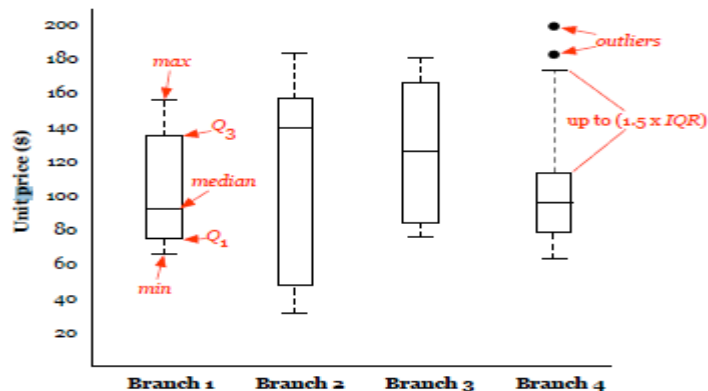 200
180
160
140
120
100
80
60
40
20
Unit price ($)
max
Q3
median
Q1
min
outliers
up to (1.5 x IQR)
Branch 1 Branch 2 Branch 3 Branch 4